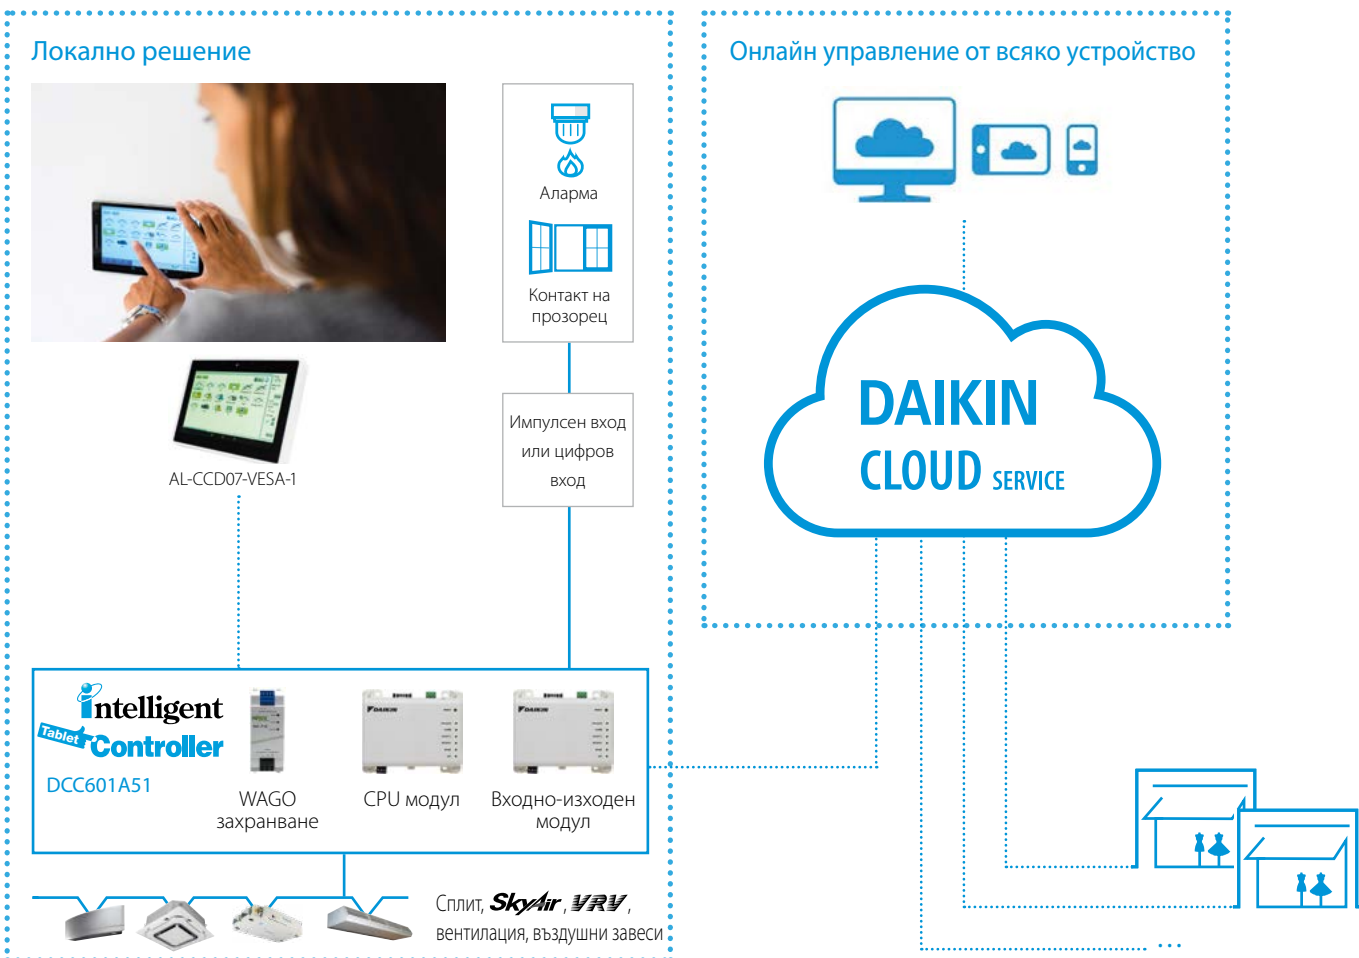 Локално решение
Аларма
Контакт на
прозорец
AL-CCD07-VESA-1
Импулсен вход
или цифров
вход
intelligent
Tablet Controller
DCC601A51
WAGO
захранване
CPU модул
Входно-изходен
модул
DAIKIN
DAIKIN
Сплит, SkyAir, VRV,
вентилация, въздушни завеси
Онлайн управление от всяко устройство
DAIKIN
CLOUD SERVICE
...